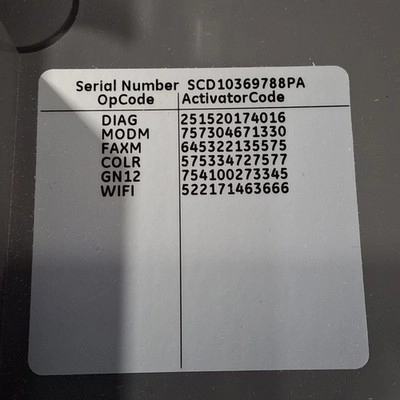 Serial Number SCD10369788PA
OpCode ActivatorCode
DIAG 251520174016
MODM 757304671330
FAXM 645322135575
COLR 575334727577
GN12 754100273345
WIFI 522171463666